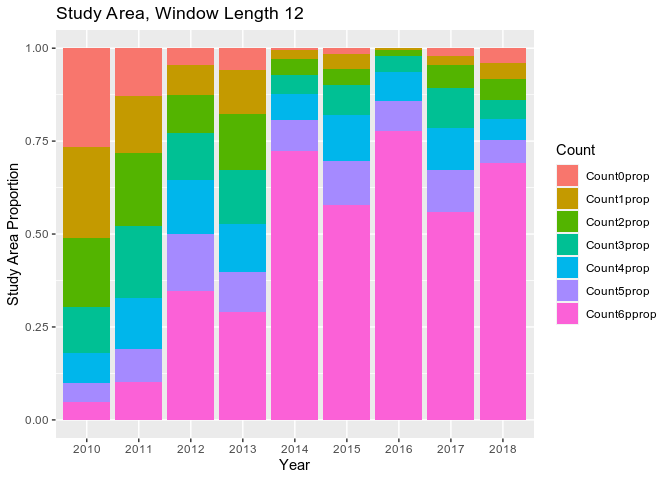 Study Area, Window Length 12
Study Area Proportion
1.00
0.75
0.50
0.25
0.00
2010 2011 2012 2013 2014 2015 2016 2017 2018
Year
Count
Count0prop
Count1prop
Count2prop
Count3prop
Count4prop
Count5prop
Count6pprop